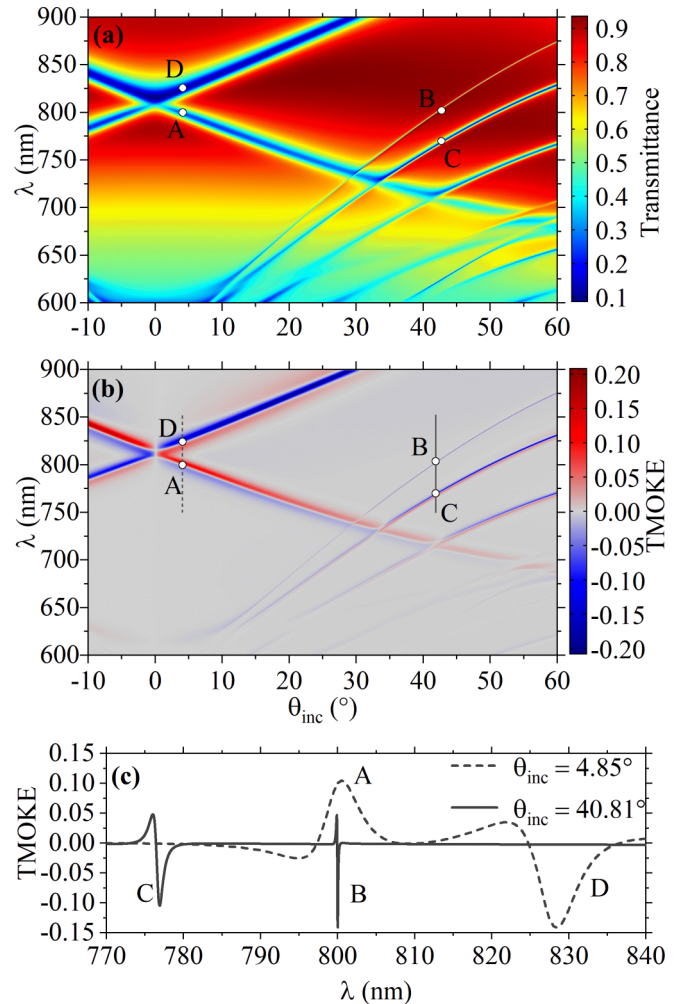 (a)
λ (nm)
900
850
800
750
700
650
600
D
A
B
C
-10 0 10 20 30 40 50 60
0.9
0.8
0.7
0.6
0.5
0.4
0.3
0.2
0.1
Transmittance
(b)
λ (nm)
900
850
800
750
700
650
600
D
A
B
C
-10 0 10 20 30 40 50 60
θinc (°)
0.20
0.15
0.10
0.05
0.00
-0.05
-0.10
-0.15
-0.20
TMOKE
(c)
TMOKE
0.15
0.10
0.05
0.00
-0.05
-0.10
-0.15
A
θinc = 4.85°
θinc = 40.81°
C
B
D
770 780 790 800 810 820 830 840
λ (nm)